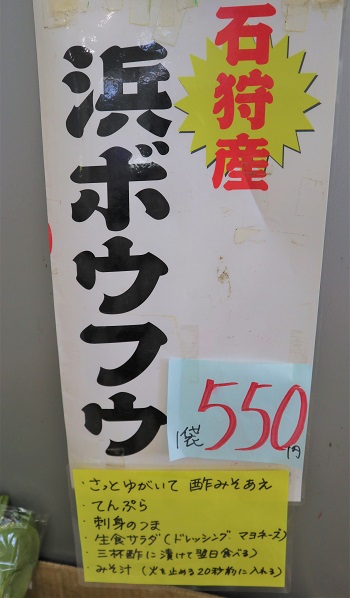 石狩産
浜ボウフウ
1袋 550円
・さっとゆがいて 酢みそあえ
・てんぷら
・刺身のつま
・生食サラダ(ドレッシング マヨネーズ)
・三杯酢に漬けて翌日食べる)
・みそ汁 (火を止める20秒前に入れる)